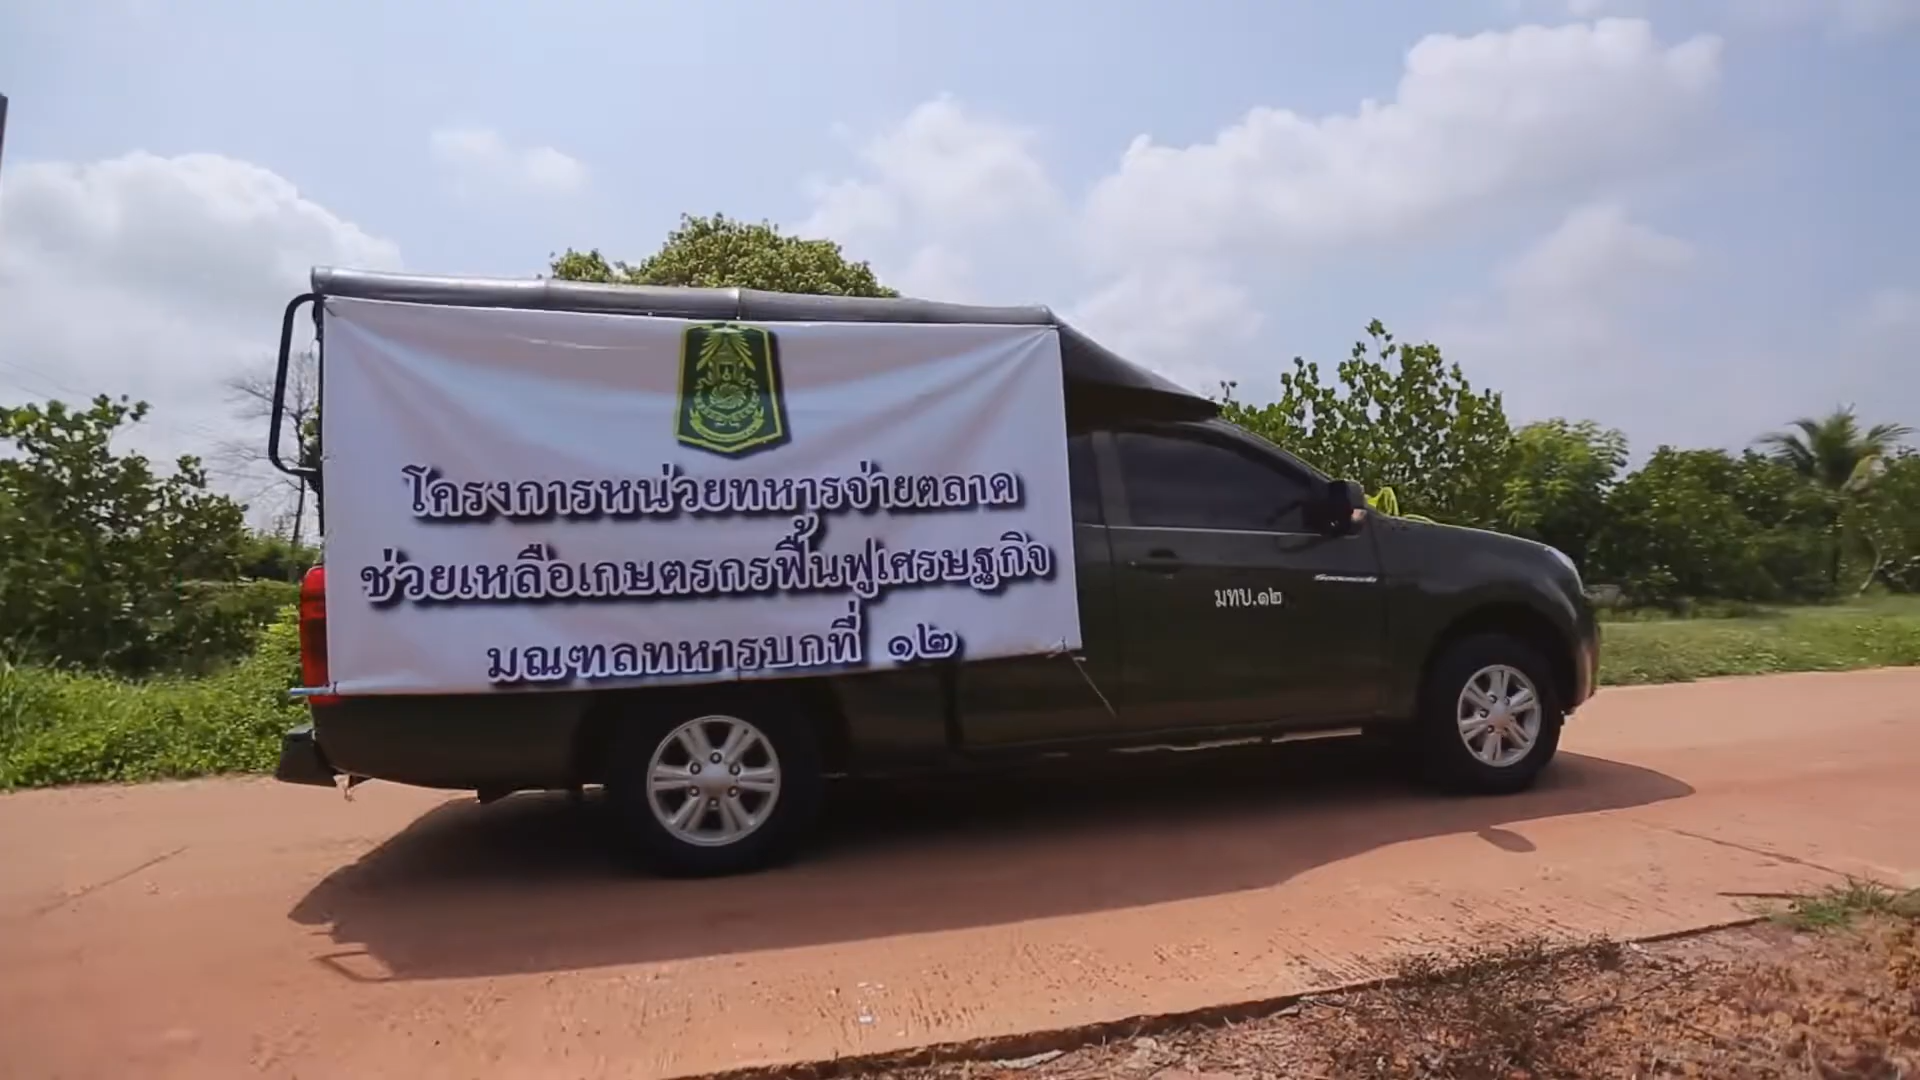 โครงการหน่วยทหารจ่ายตลาด
ช่วยเหลือเกษตรกรฟื้นฟูเศรษฐกิจ
มณฑลทหารบกที่ ๑๒
มทบ.๑๒